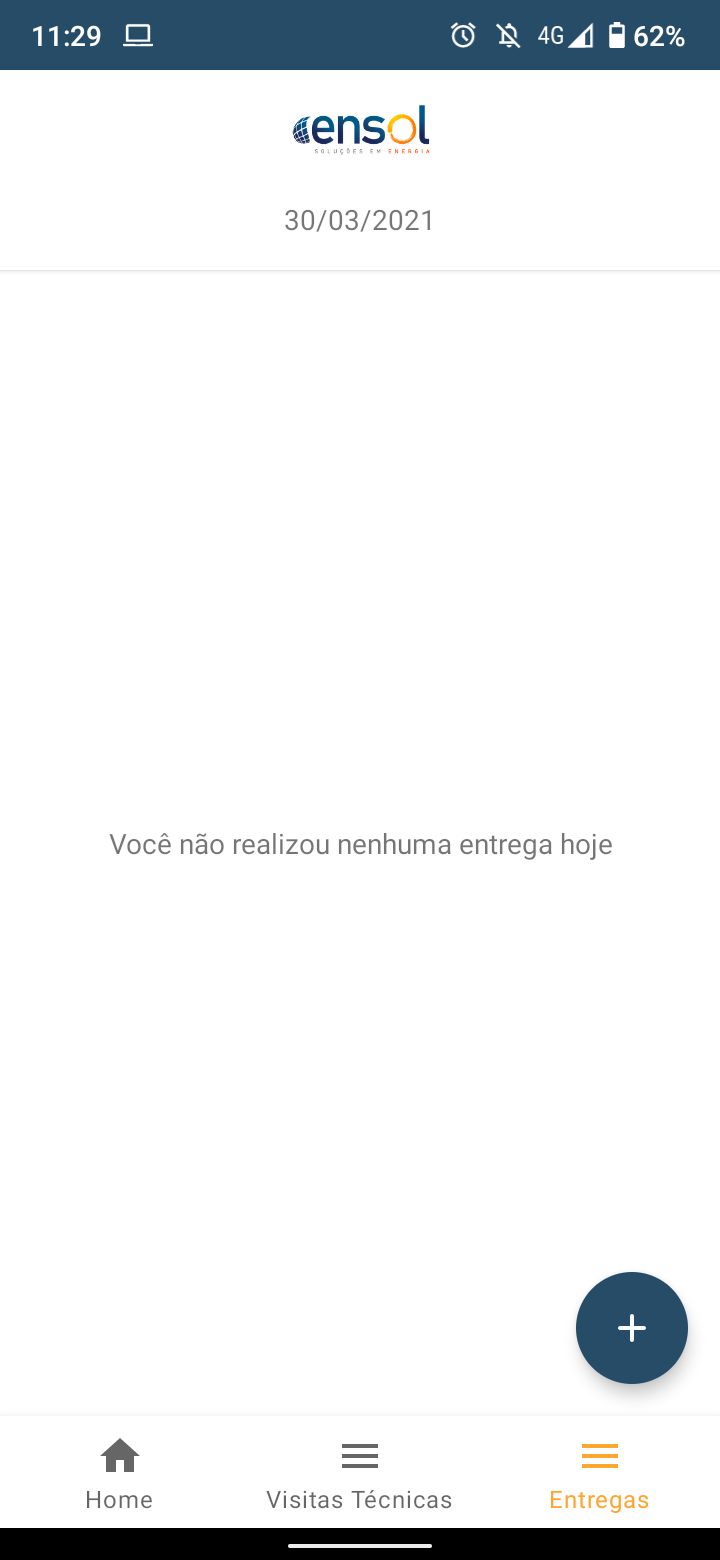 11:29
4G
62%
ensol
SOLUÇÕES EM ENERGIA
30/03/2021
Você não realizou nenhuma entrega hoje
Home
Visitas Técnicas
Entregas